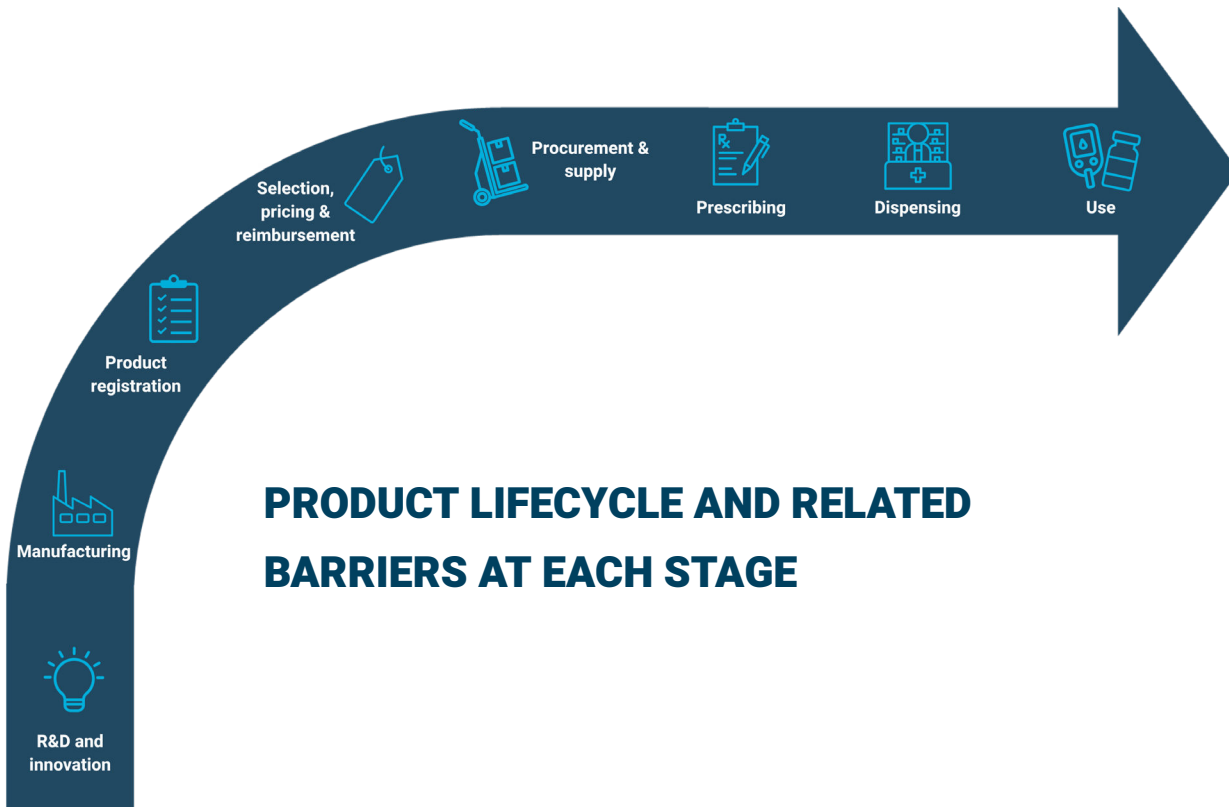 R&D and
innovation
Manufacturing
Product
registration
Selection,
pricing &
reimbursement
Procurement &
supply
Rx
Prescribing
Dispensing
Use
PRODUCT LIFECYCLE AND RELATED
BARRIERS AT EACH STAGE